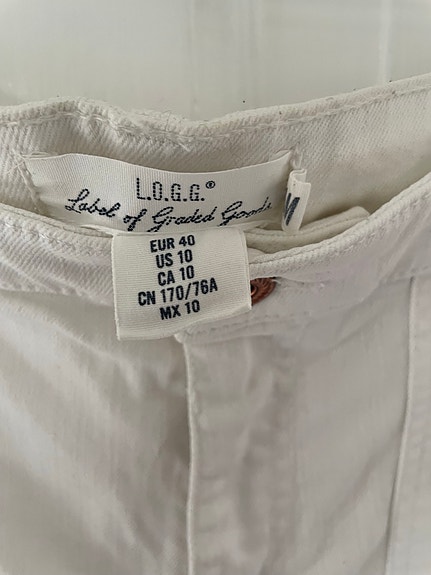 L.O.G.G.®
Label of Graded Goods
M
EUR 40
US 10
CA 10
CN 170/76A
MX 10